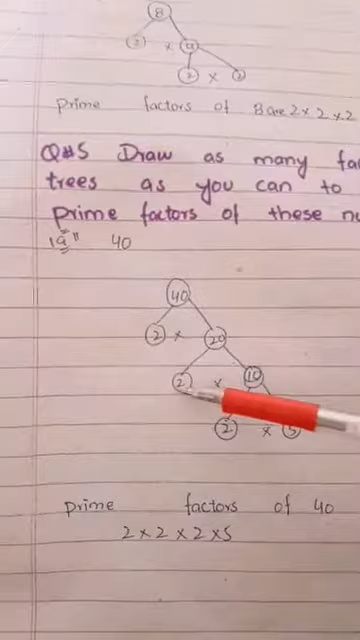 8
2 × 4
2 × 2
prime factors of 8 are 2 × 2 × 2
Q#5 Draw as many
trees as you can to
prime factors of these
"a" 40
40
2 × 20
2 × 10
2 × 5
prime factors of 40
2 × 2 × 2 × 5